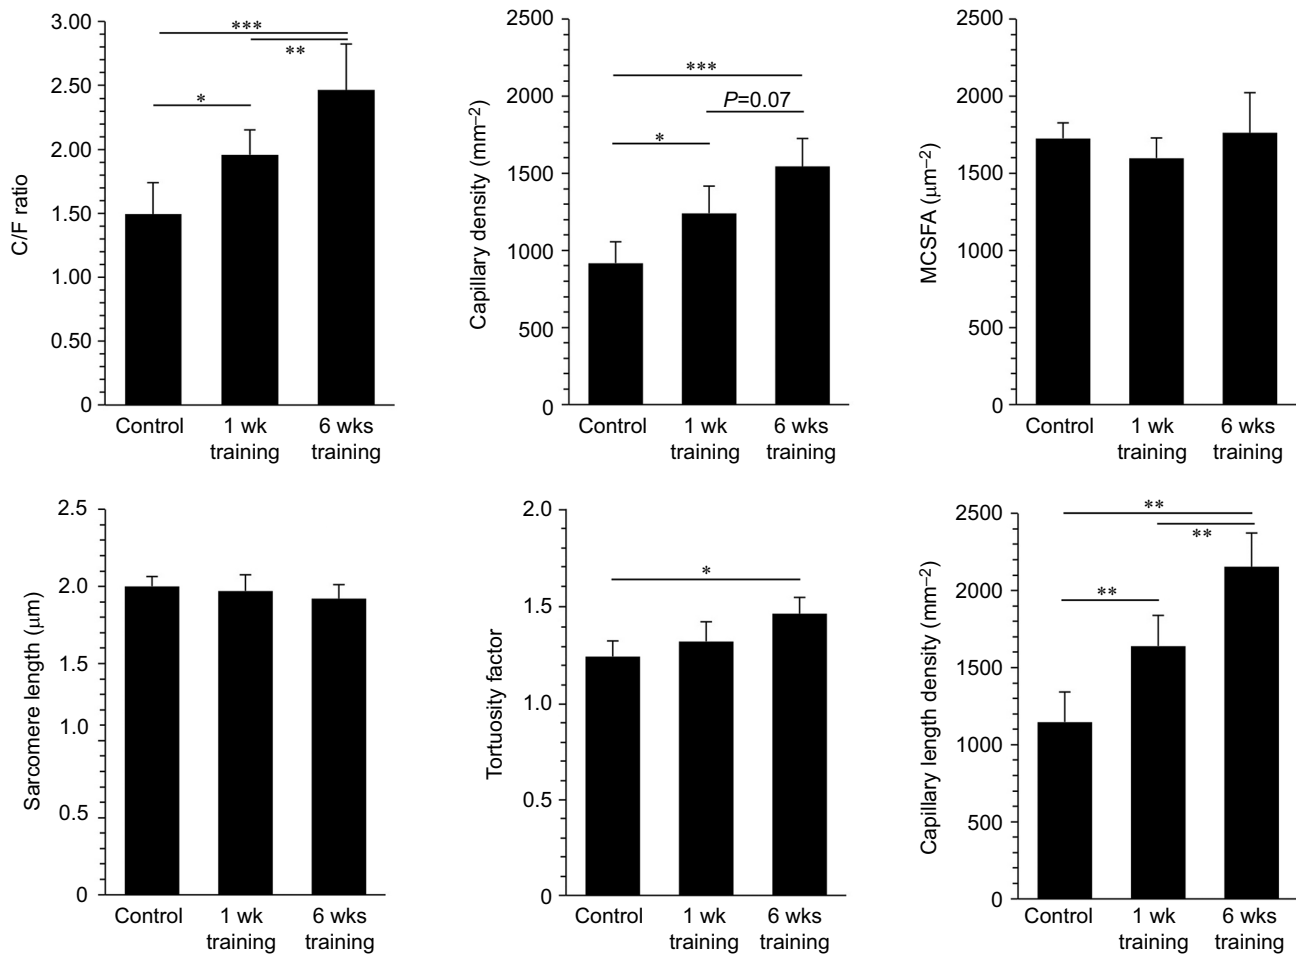 C/F ratio
3.00
2.50
2.00
1.50
1.00
0.50
0
***
**
*
Control
1 wk
training
6 wks
training
Capillary density (mm−2)
2500
2000
1500
1000
500
0
***
P=0.07
*
Control
1 wk
training
6 wks
training
MCSFA (μm−2)
2500
2000
1500
1000
500
0
Control
1 wk
training
6 wks
training
Sarcomere length (μm)
2.5
2.0
1.5
1.0
0.5
0
Control
1 wk
training
6 wks
training
Tortuosity factor
2.0
1.5
1.0
0.5
0
*
Control
1 wk
training
6 wks
training
Capillary length density (mm−2)
2500
2000
1500
1000
500
0
**
**
**
Control
1 wk
training
6 wks
training